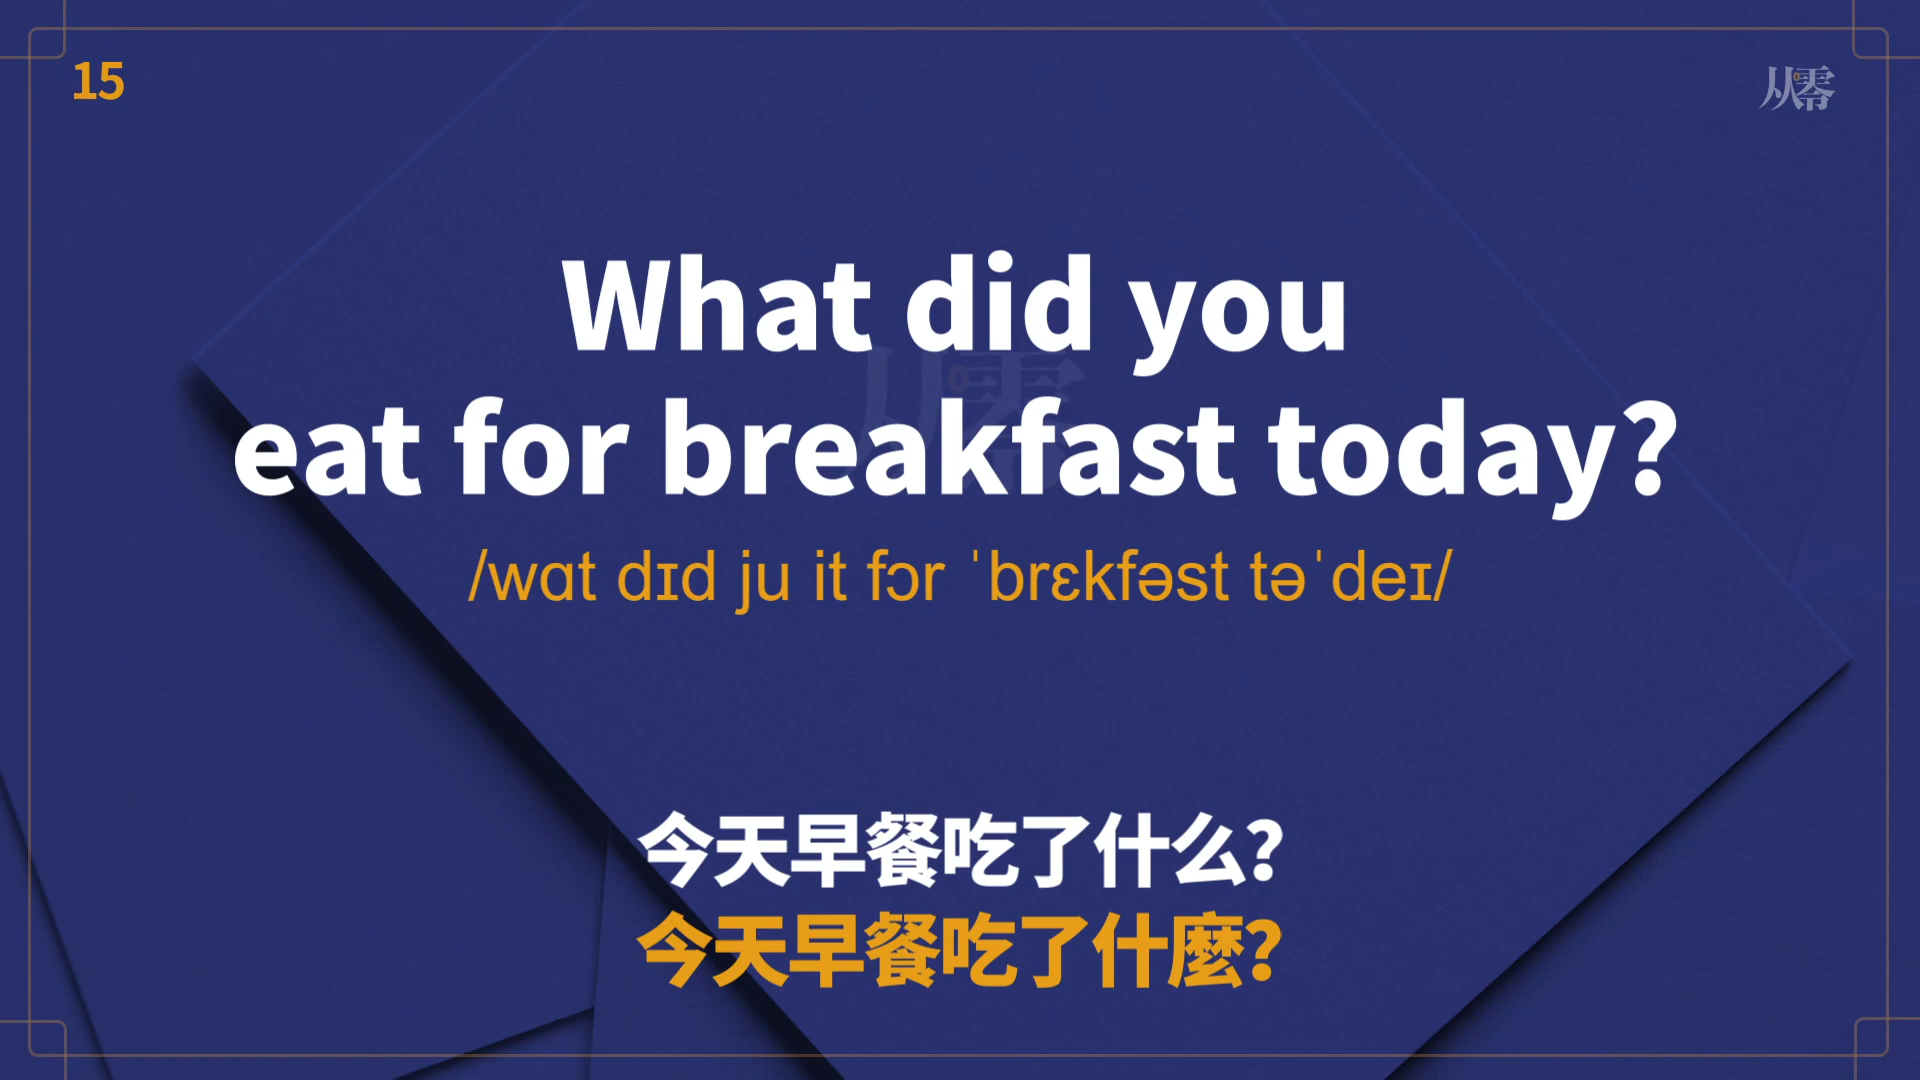 15
从零
What did you
eat for breakfast today?
/wɑt dɪd ju it fɔr ˈbrɛkfəst təˈdeɪ/
今天早餐吃了什么?
今天早餐吃了什麼?